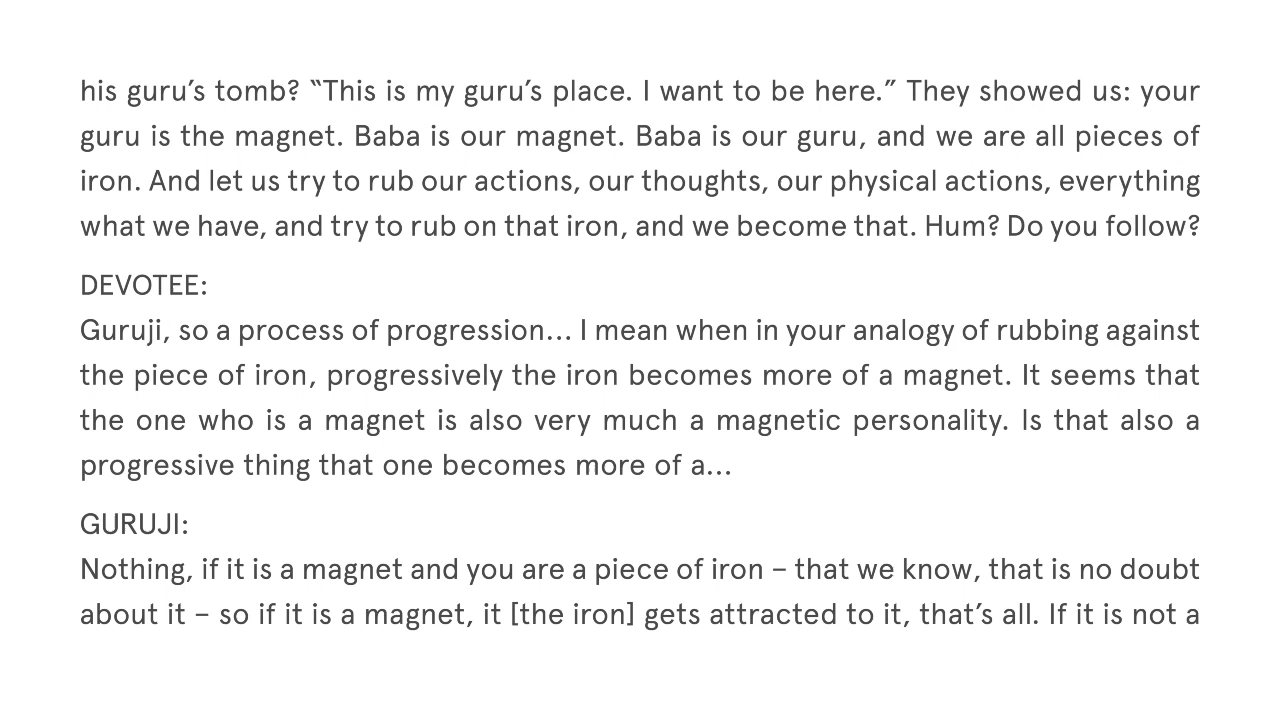 his guru’s tomb? “This is my guru’s place. I want to be here.” They showed us: your
guru is the magnet. Baba is our magnet. Baba is our guru, and we are all pieces of
iron. And let us try to rub our actions, our thoughts, our physical actions, everything
what we have, and try to rub on that iron, and we become that. Hum? Do you follow?
DEVOTEE:
Guruji, so a process of progression… I mean when in your analogy of rubbing against
the piece of iron, progressively the iron becomes more of a magnet. It seems that
the one who is a magnet is also very much a magnetic personality. Is that also a
progressive thing that one becomes more of a…
GURUJI:
Nothing, if it is a magnet and you are a piece of iron – that we know, that is no doubt
about it – so if it is a magnet, it [the iron] gets attracted to it, that’s all. If it is not a